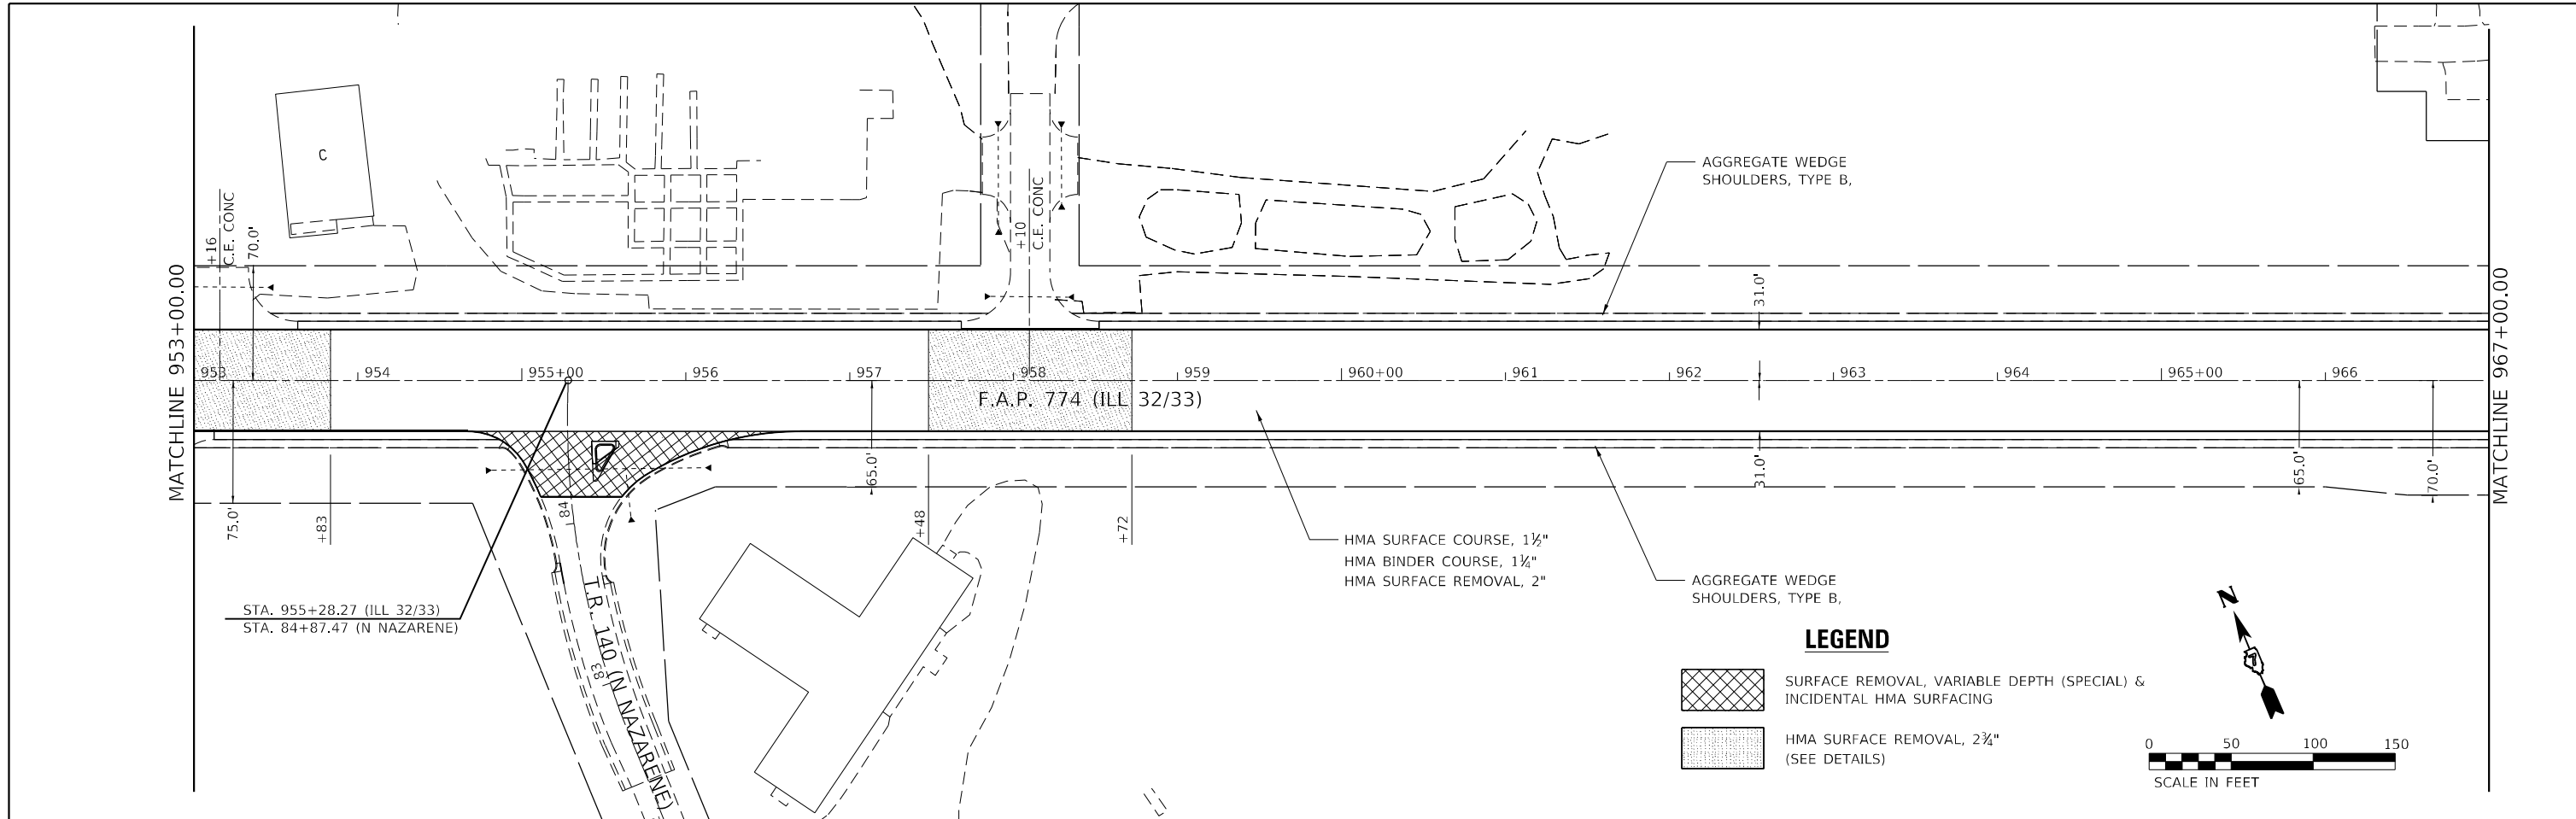 C
+16
C.E. CONC
70.0'
+10
C.E. CONC
AGGREGATE WEDGE
SHOULDERS, TYPE B,
31.0'
MATCHLINE 953+00.00
MATCHLINE 967+00.00
953
954
955+00
956
957
958
959
960+00
961
962
963
964
965+00
966
F.A.P. 774 (ILL 32/33)
75.0'
+83
84
65.0'
+48
+72
31.0'
65.0'
70.0'
HMA SURFACE COURSE, 1½"
HMA BINDER COURSE, 1¼"
HMA SURFACE REMOVAL, 2"
AGGREGATE WEDGE
SHOULDERS, TYPE B,
STA. 955+28.27 (ILL 32/33)
STA. 84+87.47 (N NAZARENE)
T.R. 140 (N NAZARENE)
83
N
LEGEND
SURFACE REMOVAL, VARIABLE DEPTH (SPECIAL) &
INCIDENTAL HMA SURFACING
HMA SURFACE REMOVAL, 2¾"
(SEE DETAILS)
0 50 100 150
SCALE IN FEET